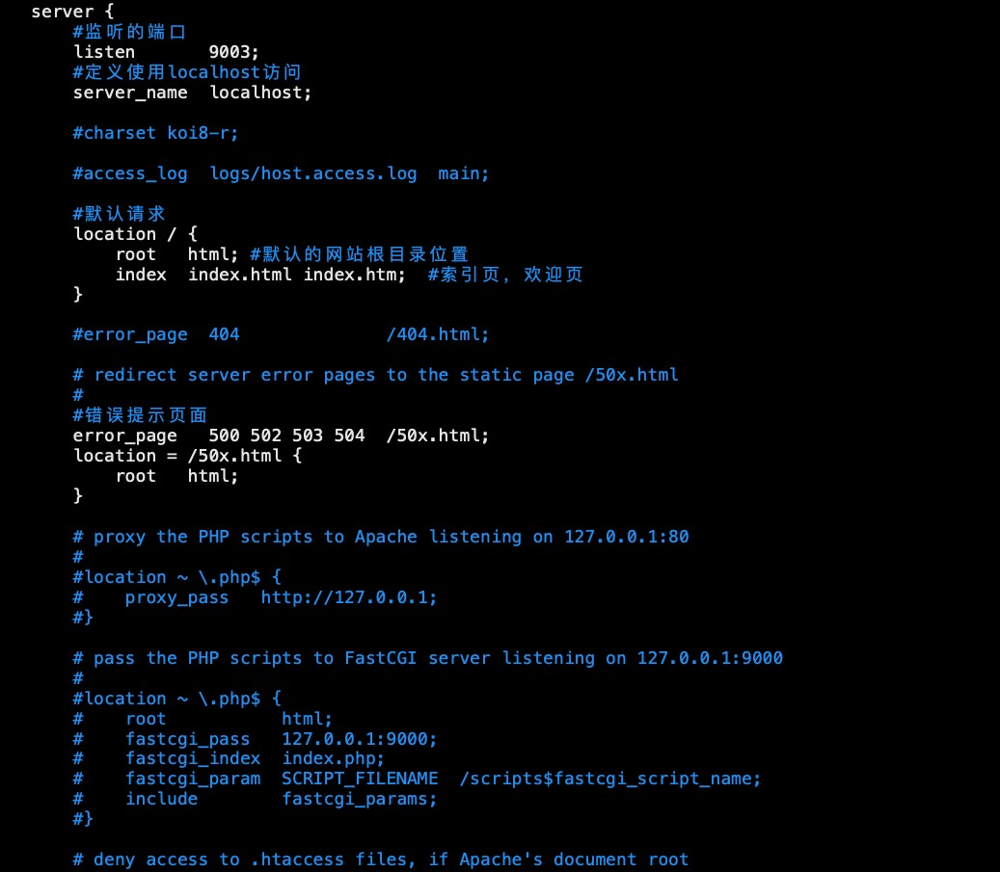 server {
#监听的端口
listen       9003;
#定义使用localhost访问
server_name  localhost;
#charset koi8-r;
#access_log  logs/host.access.log  main;
#默认请求
location / {
root   html; #默认的网站根目录位置
index  index.html index.htm;  #索引页, 欢迎页
}
#error_page  404              /404.html;
# redirect server error pages to the static page /50x.html
#
#错误提示页面
error_page   500 502 503 504  /50x.html;
location = /50x.html {
root   html;
}
# proxy the PHP scripts to Apache listening on 127.0.0.1:80
#
#location ~ \.php$ {
#    proxy_pass   http://127.0.0.1;
#}
# pass the PHP scripts to FastCGI server listening on 127.0.0.1:9000
#
#location ~ \.php$ {
#    root           html;
#    fastcgi_pass   127.0.0.1:9000;
#    fastcgi_index  index.php;
#    fastcgi_param  SCRIPT_FILENAME  /scripts$fastcgi_script_name;
#    include        fastcgi_params;
#}
# deny access to .htaccess files, if Apache's document root